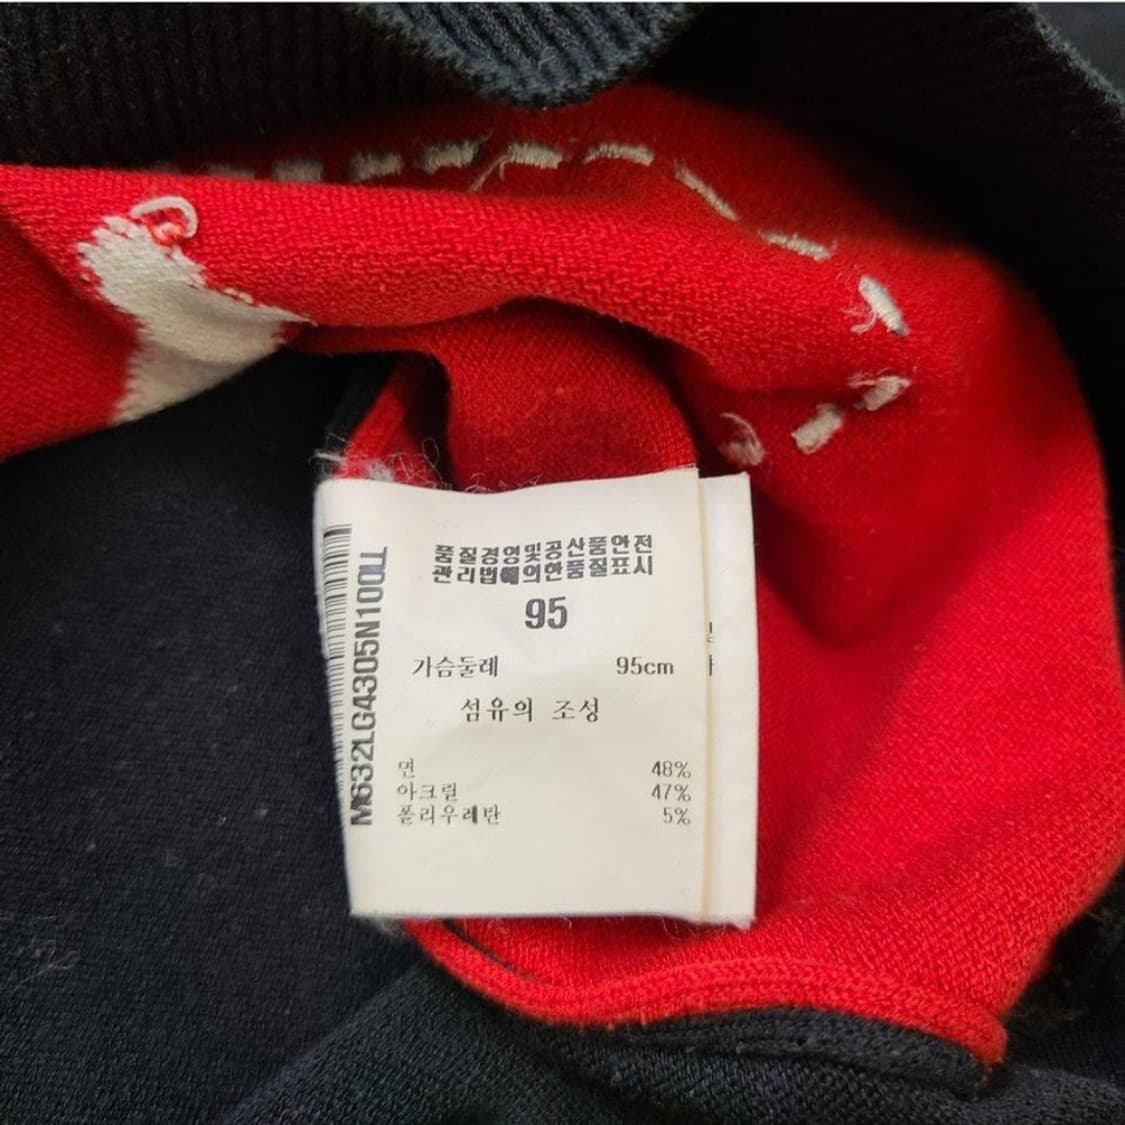 품질경영및공산품안전
관리법에의한품질표시
95
가슴둘레 95cm
섬유의 조성
면 48%
아크릴 47%
폴리우레탄 5%
M632LG4305N100LL